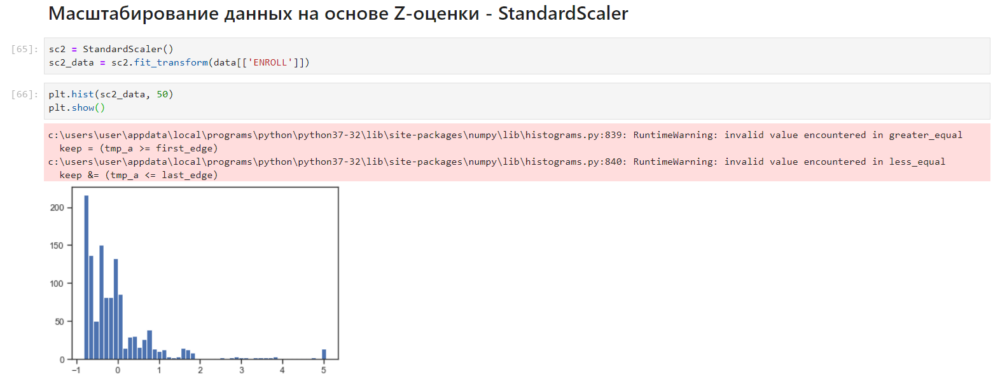 Масштабирование данных на основе Z-оценки - StandardScaler
[65]:
sc2 = StandardScaler()
sc2_data = sc2.fit_transform(data[['ENROLL']])
[66]:
plt.hist(sc2_data, 50)
plt.show()
c:\users\user\appdata\local\programs\python\python37-32\lib\site-packages\numpy\lib\histograms.py:839: RuntimeWarning: invalid value encountered in greater_equal
  keep = (tmp_a >= first_edge)
c:\users\user\appdata\local\programs\python\python37-32\lib\site-packages\numpy\lib\histograms.py:840: RuntimeWarning: invalid value encountered in less_equal
  keep &= (tmp_a <= last_edge)
200
150
100
50
0
−1 0 1 2 3 4 5